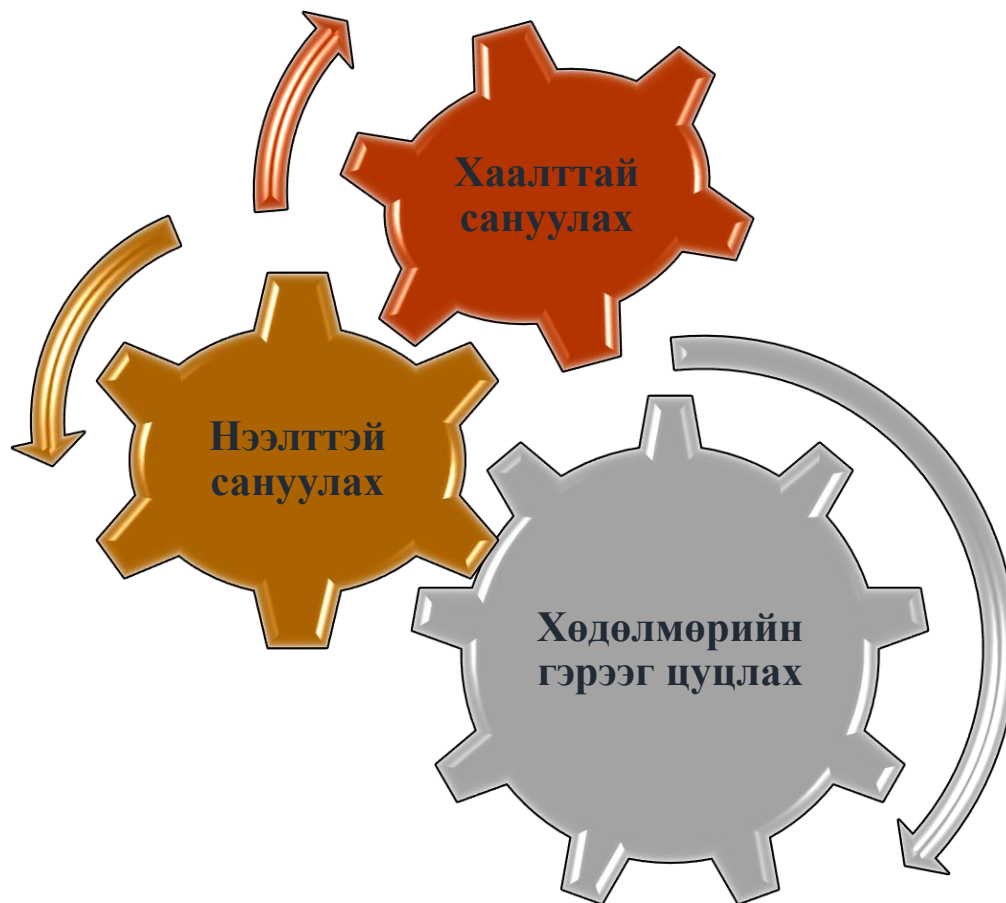 Хаалттай
сануулах
Нээлттэй
сануулах
Хөдөлмөрийн
гэрээг цуцлах